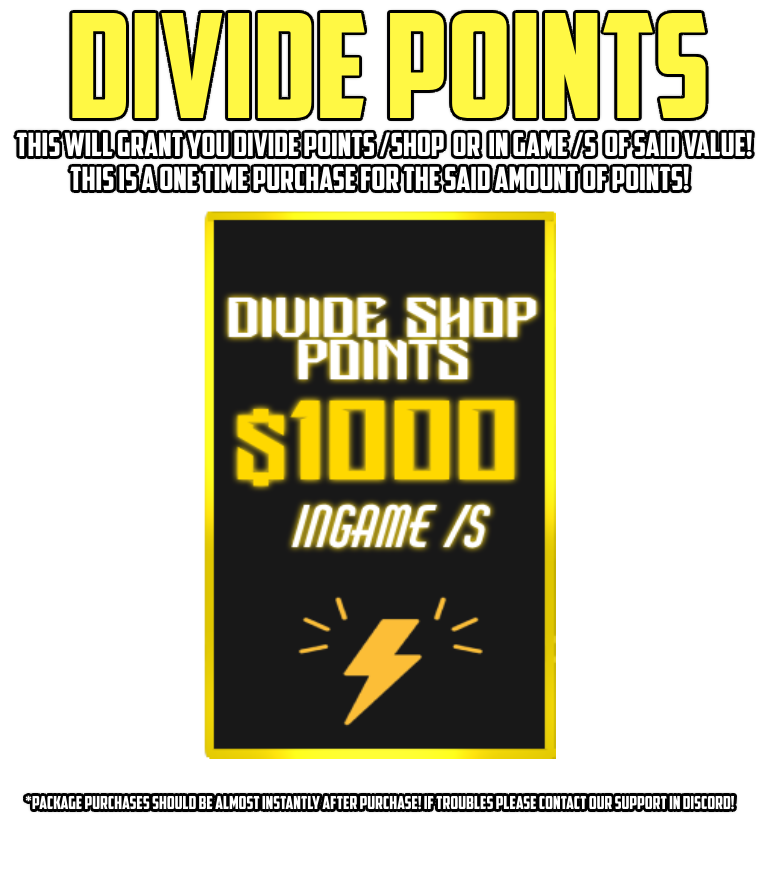 DIVIDE POINTS
THIS WILL GRANT YOU DIVIDE POINTS /SHOP OR IN GAME /S OF SAID VALUE!
THIS IS A ONE TIME PURCHASE FOR THE SAID AMOUNT OF POINTS!
DIVIDE SHOP
POINTS
$1000
INGAME /S
*PACKAGE PURCHASES SHOULD BE ALMOST INSTANTLY AFTER PURCHASE! IF TROUBLES PLEASE CONTACT OUR SUPPORT IN DISCORD!